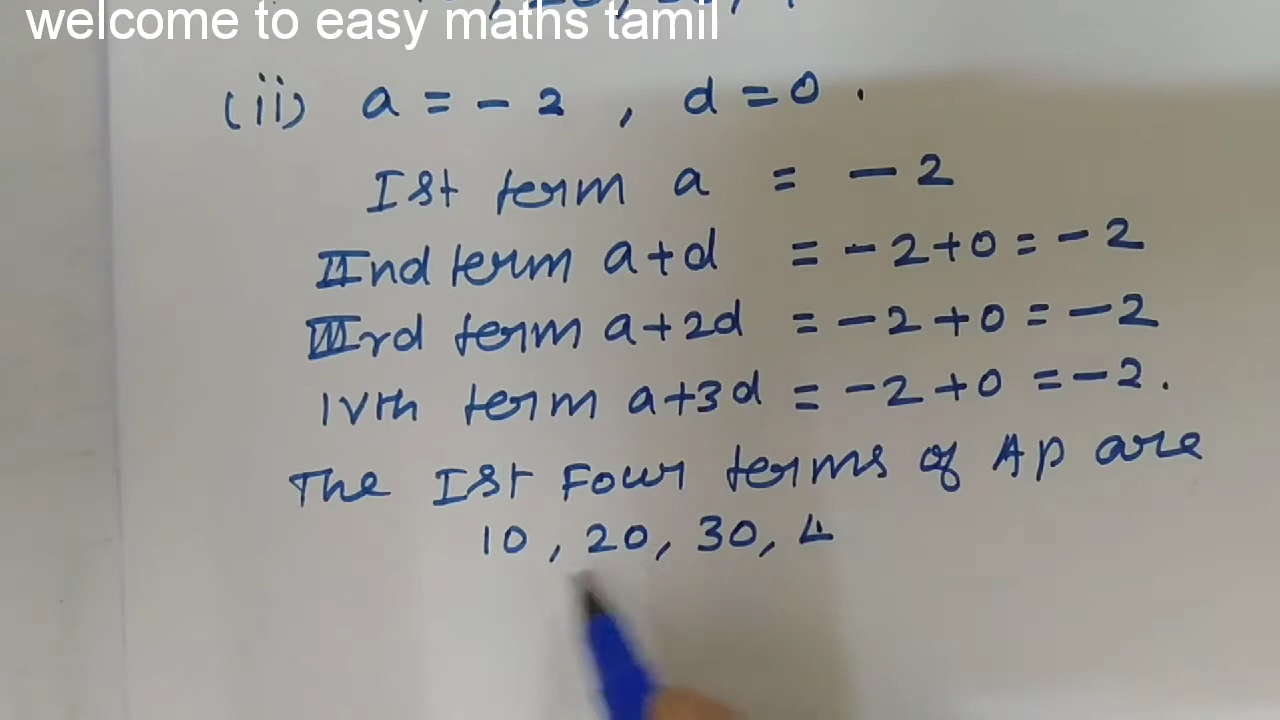 welcome to easy maths tamil
(ii) a = - 2 , d = 0 .
Ist term a = - 2
IInd term a+d = - 2 + 0 = - 2
IIIrd term a+2d = - 2 + 0 = - 2
IVth term a+3d = - 2 + 0 = - 2.
The Ist Four terms of AP are
10 , 20, 30, 4